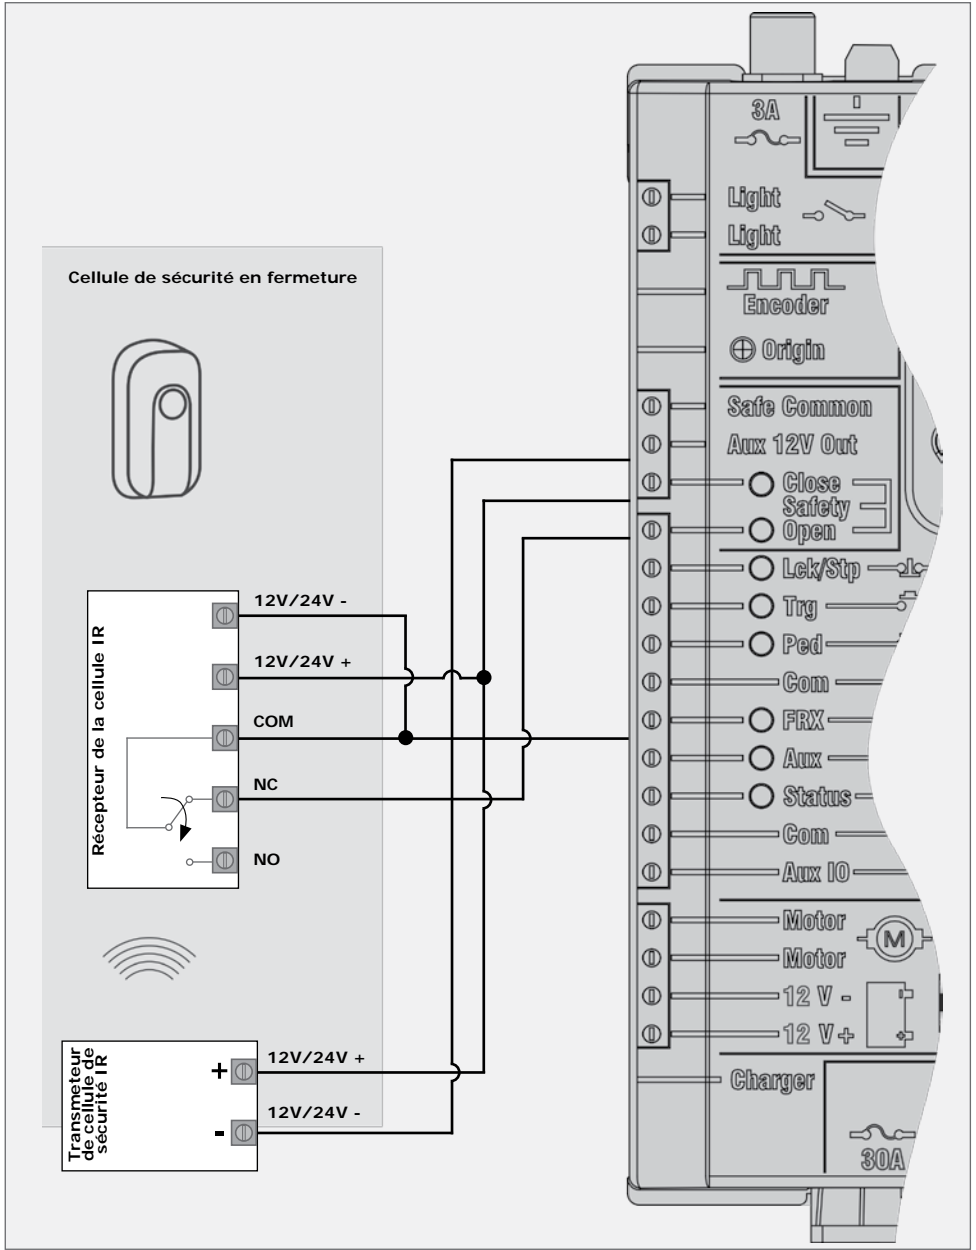 3A
Light
Light
Encoder
Origin
Safe Common
Aux 12V Out
Close
Safety
Open
Lck/Stp
Trg
Ped
Com
FRX
Aux
Status
Com
Aux IO
Motor
M
Motor
12 V -
12 V +
Charger
30A
Cellule de sécurité en fermeture
Récepteur de la cellule IR
12V/24V -
12V/24V +
COM
NC
NO
Transmeteur
de cellule de
sécurité IR
+
12V/24V +
-
12V/24V -